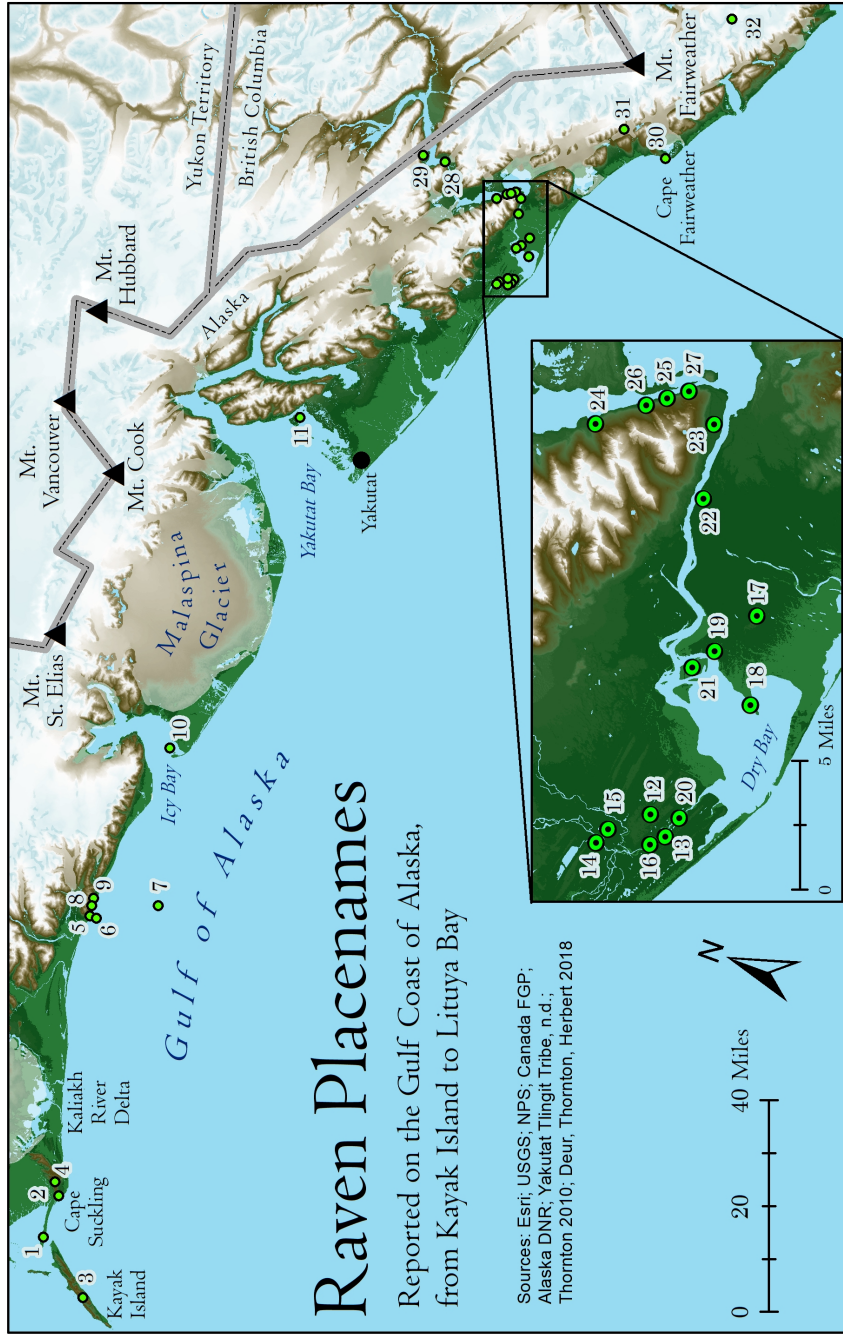 Raven Placenames
Reported on the Gulf Coast of Alaska,
from Kayak Island to Lituya Bay
Sources: Esri; USGS; NPS; Canada FGP;
Alaska DNR; Yakutat Tlingit Tribe, n.d.;
Thornton 2010; Deur, Thornton, Herbert 2018
0
20
40 Miles
N
Gulf of Alaska
Kayak
Island
Cape
Suckling
Kaliakh
River
Delta
Icy Bay
Mt.
St. Elias
Malaspina
Glacier
Mt. Cook
Mt.
Vancouver
Mt.
Hubbard
Yakutat Bay
Yakutat
Alaska
Yukon Territory
British Columbia
Cape
Fairweather
Mt.
Fairweather
1
2
3
4
5
6
7
8
9
10
11
28
29
30
31
32
14
15
16
12
13
20
21
19
18
17
22
23
24
26
25
27
Dry Bay
0
5 Miles